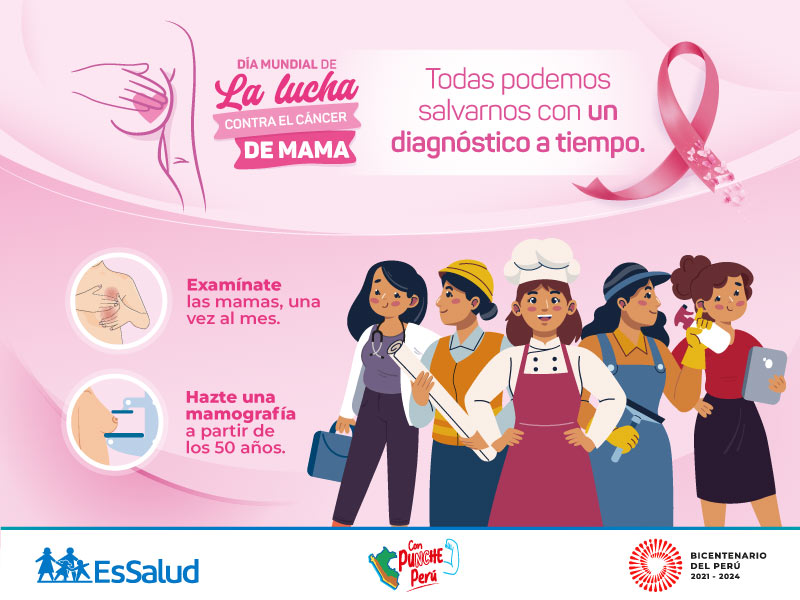 DÍA MUNDIAL DE
La lucha
CONTRA EL CÁNCER
DE MAMA
Todas podemos
salvarnos con un
diagnóstico a tiempo.
Examínate
las mamas, una
vez al mes.
Hazte una
mamografía
a partir de
los 50 años.
EsSalud
Con
PUNCHE
Perú
BICENTENARIO
DEL PERÚ
2021 - 2024